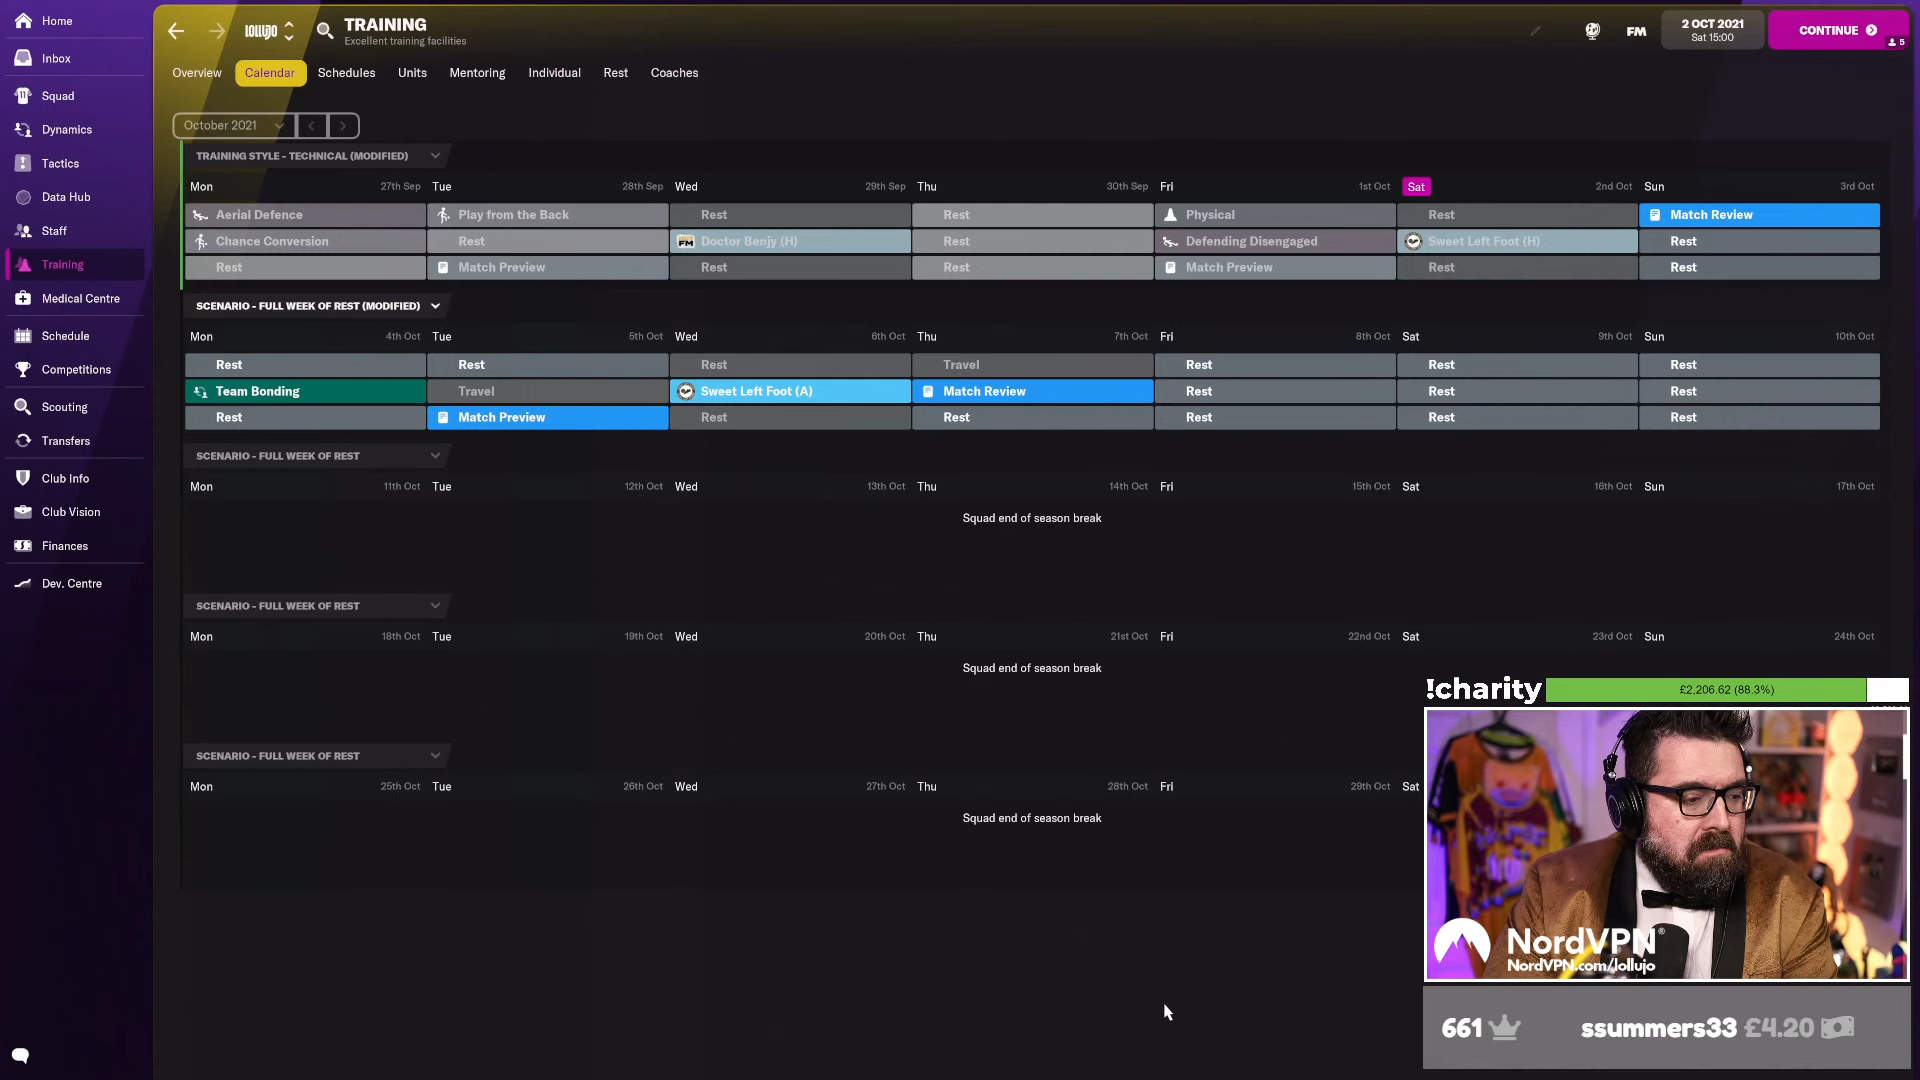 Home
Inbox
Squad
Dynamics
Tactics
Data Hub
Staff
Training
Medical Centre
Schedule
Competitions
Scouting
Transfers
Club Info
Club Vision
Finances
Dev. Centre
lollujo
TRAINING
Excellent training facilities
FM
2 OCT 2021
Sat 15:00
CONTINUE
5
Overview Calendar Schedules Units Mentoring Individual Rest Coaches
October 2021
TRAINING STYLE - TECHNICAL (MODIFIED)
Mon 27th Sep Tue 28th Sep Wed 29th Sep Thu 30th Sep Fri 1st Oct Sat 2nd Oct Sun 3rd Oct
Aerial Defence Play from the Back Rest Rest Physical Rest Match Review
Chance Conversion Rest FM Doctor Benjy (H) Rest Defending Disengaged Sweet Left Foot (H) Rest
Rest Match Preview Rest Rest Match Preview Rest Rest
SCENARIO - FULL WEEK OF REST (MODIFIED)
Mon 4th Oct Tue 5th Oct Wed 6th Oct Thu 7th Oct Fri 8th Oct Sat 9th Oct Sun 10th Oct
Rest Rest Rest Travel Rest Rest Rest
Team Bonding Travel Sweet Left Foot (A) Match Review Rest Rest Rest
Rest Match Preview Rest Rest Rest Rest Rest
SCENARIO - FULL WEEK OF REST
Mon 11th Oct Tue 12th Oct Wed 13th Oct Thu 14th Oct Fri 15th Oct Sat 16th Oct Sun 17th Oct
Squad end of season break
SCENARIO - FULL WEEK OF REST
Mon 18th Oct Tue 19th Oct Wed 20th Oct Thu 21st Oct Fri 22nd Oct Sat 23rd Oct Sun 24th Oct
Squad end of season break
SCENARIO - FULL WEEK OF REST
Mon 25th Oct Tue 26th Oct Wed 27th Oct Thu 28th Oct Fri 29th Oct Sat
Squad end of season break
!charity £2,206.62 (88.3%)
NordVPN®
NordVPN.com/lollujo
661 ssummers33 £4.20